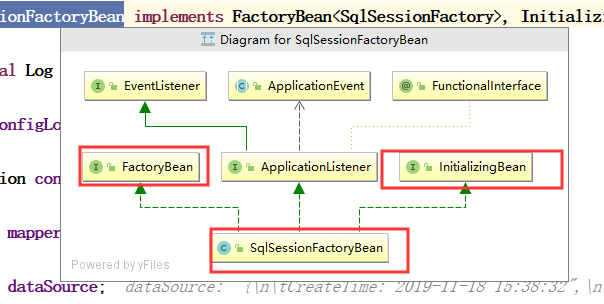 onFactoryBean implements FactoryBean<SqlSessionFactory>, Initializi
Diagram for SqlSessionFactoryBean
al Log
EventListener ApplicationEvent FunctionalInterface
onfigLo
FactoryBean ApplicationListener InitializingBean
ion con
mapper
SqlSessionFactoryBean
Powered by yFiles
dataSource; dataSource: "{\n\tCreateTime:"2019-11-18 15:38:32",\n